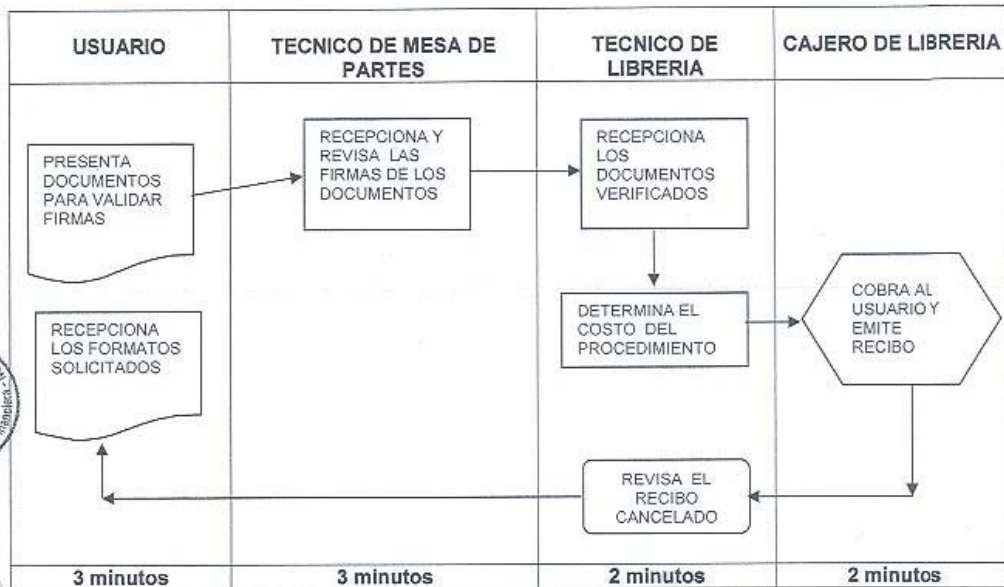 USUARIO
TECNICO DE MESA DE
PARTES
TECNICO DE
LIBRERIA
CAJERO DE LIBRERIA
PRESENTA
DOCUMENTOS
PARA VALIDAR
FIRMAS
RECEPCIONA Y
REVISA LAS
FIRMAS DE LOS
DOCUMENTOS
RECEPCIONA
LOS
DOCUMENTOS
VERIFICADOS
DETERMINA EL
COSTO DEL
PROCEDIMIENTO
COBRA AL
USUARIO Y
EMITE
RECIBO
REVISA EL
RECIBO
CANCELADO
RECEPCIONA
LOS FORMATOS
SOLICITADOS
3 minutos
3 minutos
2 minutos
2 minutos